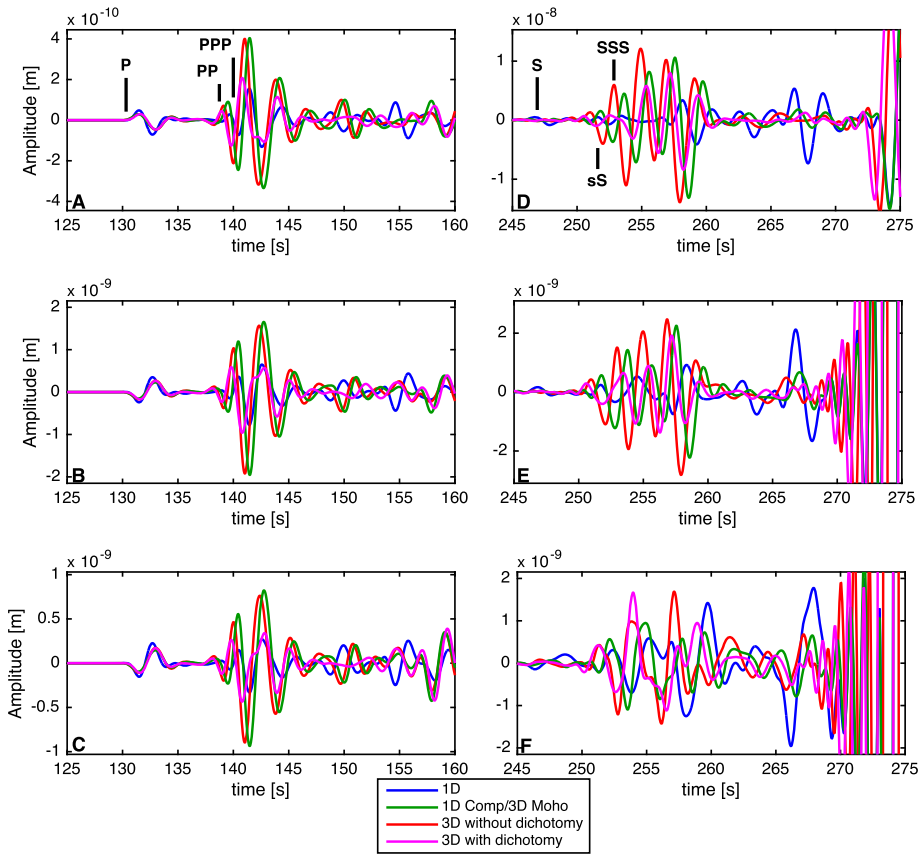 x 10⁻¹⁰
Amplitude [m]
4
2
0
-2
-4
P
PP
PPP
A
125 130 135 140 145 150 155 160
time [s]
x 10⁻⁸
1
0
-1
S
SSS
sS
D
245 250 255 260 265 270 275
time [s]
x 10⁻⁹
Amplitude [m]
2
1
0
-1
-2
B
125 130 135 140 145 150 155 160
time [s]
x 10⁻⁹
2
0
-2
E
245 250 255 260 265 270 275
time [s]
x 10⁻⁹
Amplitude [m]
1
0.5
0
-0.5
-1
C
125 130 135 140 145 150 155 160
time [s]
x 10⁻⁹
2
1
0
-1
-2
F
245 250 255 260 265 270 275
time [s]
1D
1D Comp/3D Moho
3D without dichotomy
3D with dichotomy